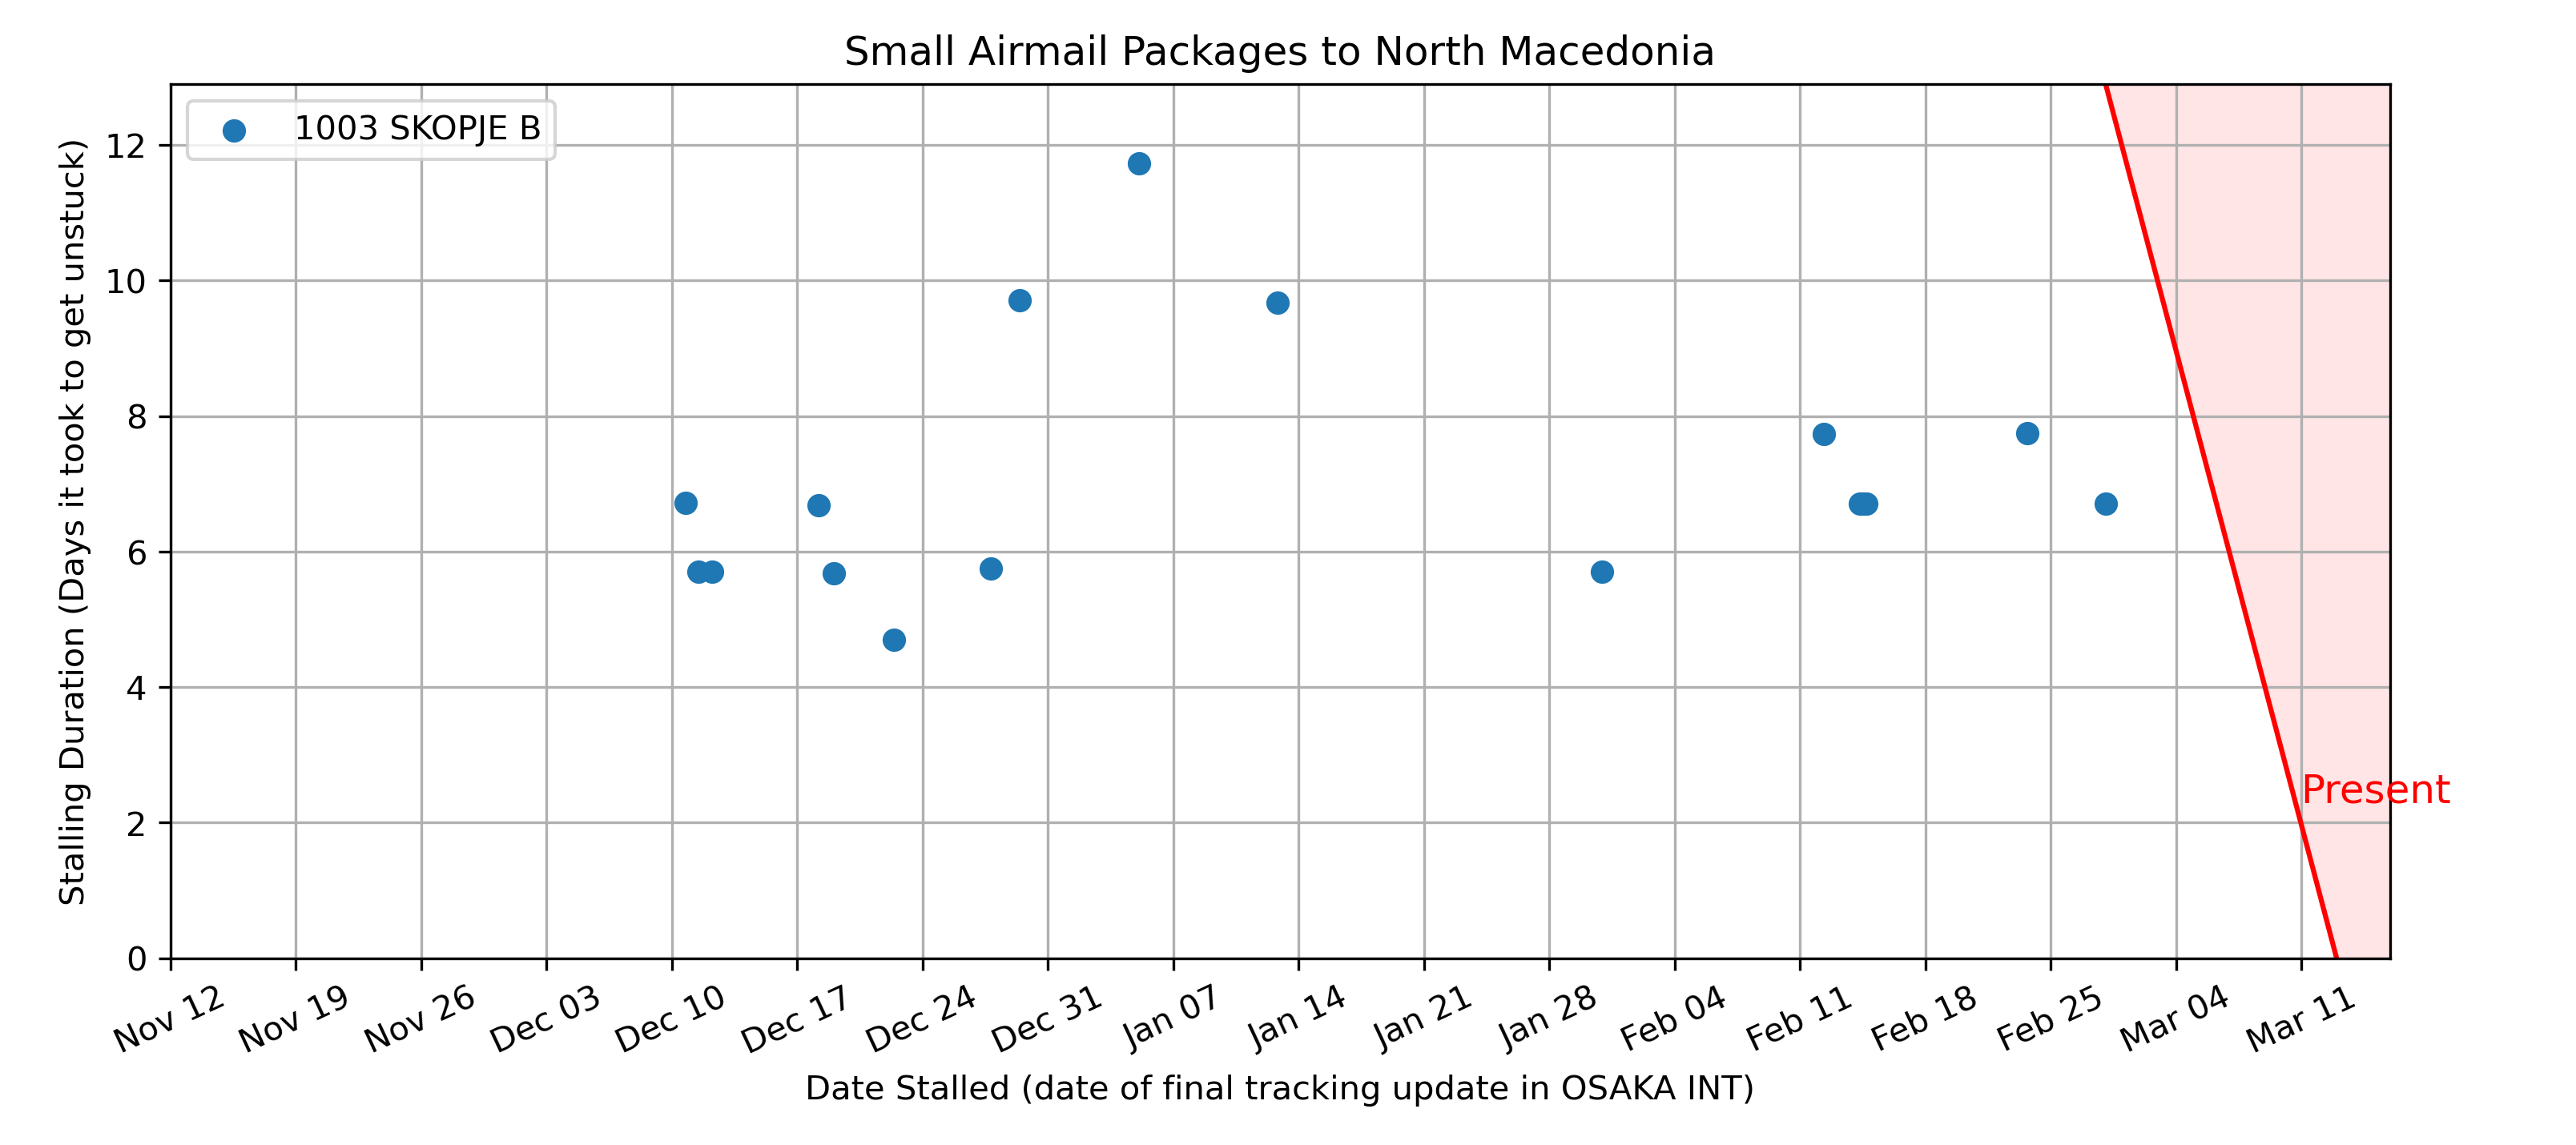 Small Airmail Packages to North Macedonia
1003 SKOPJE B
Stalling Duration (Days it took to get unstuck)
12
10
8
6
4
2
0
Present
Nov 12
Nov 19
Nov 26
Dec 03
Dec 10
Dec 17
Dec 24
Dec 31
Jan 07
Jan 14
Jan 21
Jan 28
Feb 04
Feb 11
Feb 18
Feb 25
Mar 04
Mar 11
Date Stalled (date of final tracking update in OSAKA INT)